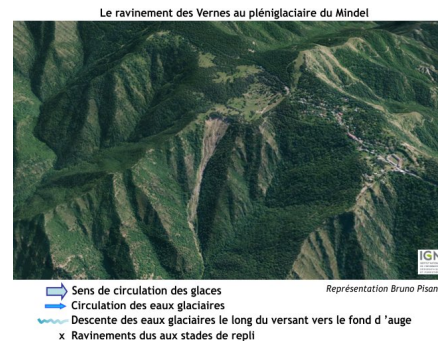 Le ravinement des Vernes au pléniglaciaire du Mindel
IGN
Sens de circulation des glaces
Représentation Bruno Pisan
Circulation des eaux glaciaires
Descente des eaux glaciaires le long du versant vers le fond d 'auge
x Ravinements dus aux stades de repli